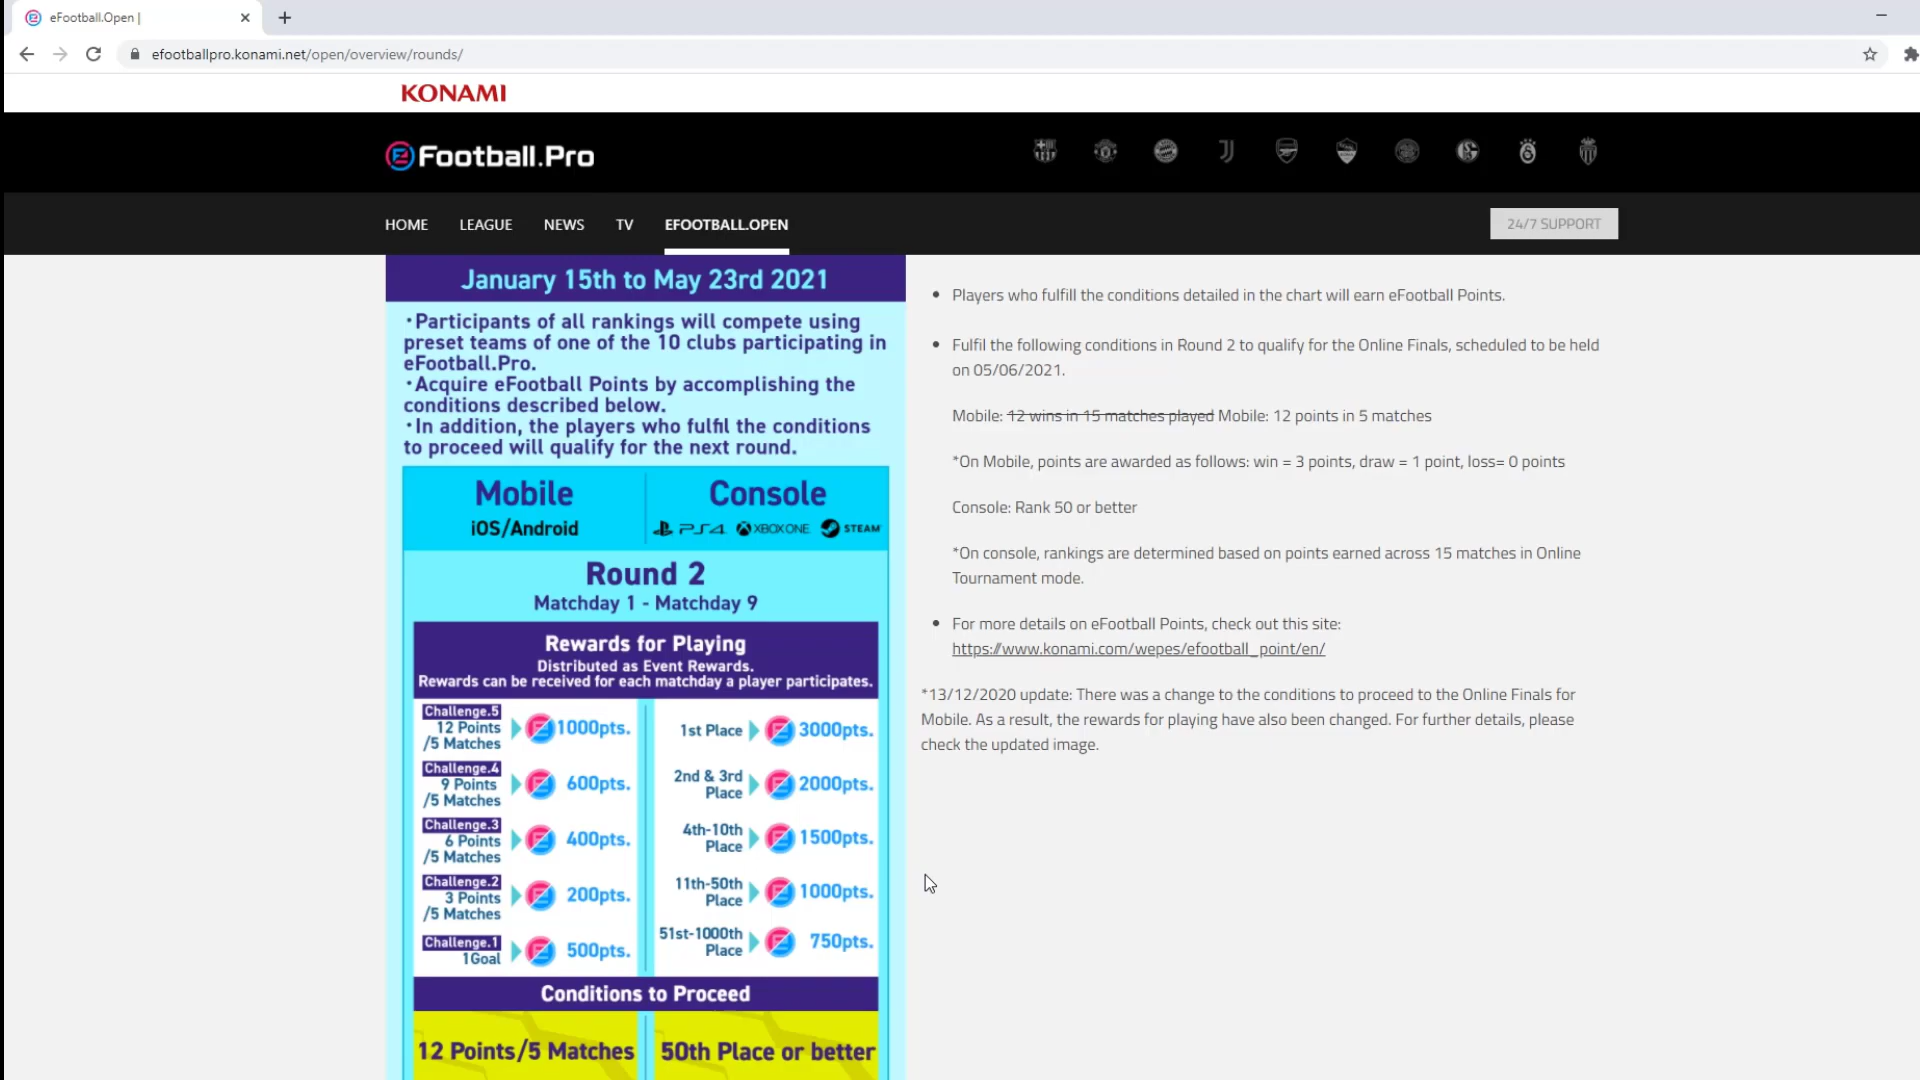 eFootball.Open |
efootballpro.konami.net/open/overview/rounds/
KONAMI
eFootball.Pro
HOME LEAGUE NEWS TV EFOOTBALL.OPEN 24/7 SUPPORT
January 15th to May 23rd 2021
・Participants of all rankings will compete using
preset teams of one of the 10 clubs participating in
eFootball.Pro.
・Acquire eFootball Points by accomplishing the
conditions described below.
・In addition, the players who fulfil the conditions
to proceed will qualify for the next round.
Mobile Console
iOS/Android PS4 XBOX ONE STEAM
Round 2
Matchday 1 - Matchday 9
Rewards for Playing
Distributed as Event Rewards.
Rewards can be received for each matchday a player participates.
Challenge.5
12 Points
/5 Matches
1000pts.
Challenge.4
9 Points
/5 Matches
600pts.
Challenge.3
6 Points
/5 Matches
400pts.
Challenge.2
3 Points
/5 Matches
200pts.
Challenge.1
1Goal
500pts.
1st Place 3000pts.
2nd & 3rd
Place
2000pts.
4th-10th
Place
1500pts.
11th-50th
Place
1000pts.
51st-1000th
Place
750pts.
Conditions to Proceed
12 Points/5 Matches 50th Place or better
• Players who fulfill the conditions detailed in the chart will earn eFootball Points.
• Fulfil the following conditions in Round 2 to qualify for the Online Finals, scheduled to be held
on 05/06/2021.
Mobile: 12 wins in 15 matches played Mobile: 12 points in 5 matches
*On Mobile, points are awarded as follows: win = 3 points, draw = 1 point, loss= 0 points
Console: Rank 50 or better
*On console, rankings are determined based on points earned across 15 matches in Online
Tournament mode.
• For more details on eFootball Points, check out this site:
https://www.konami.com/wepes/efootball_point/en/
*13/12/2020 update: There was a change to the conditions to proceed to the Online Finals for
Mobile. As a result, the rewards for playing have also been changed. For further details, please
check the updated image.